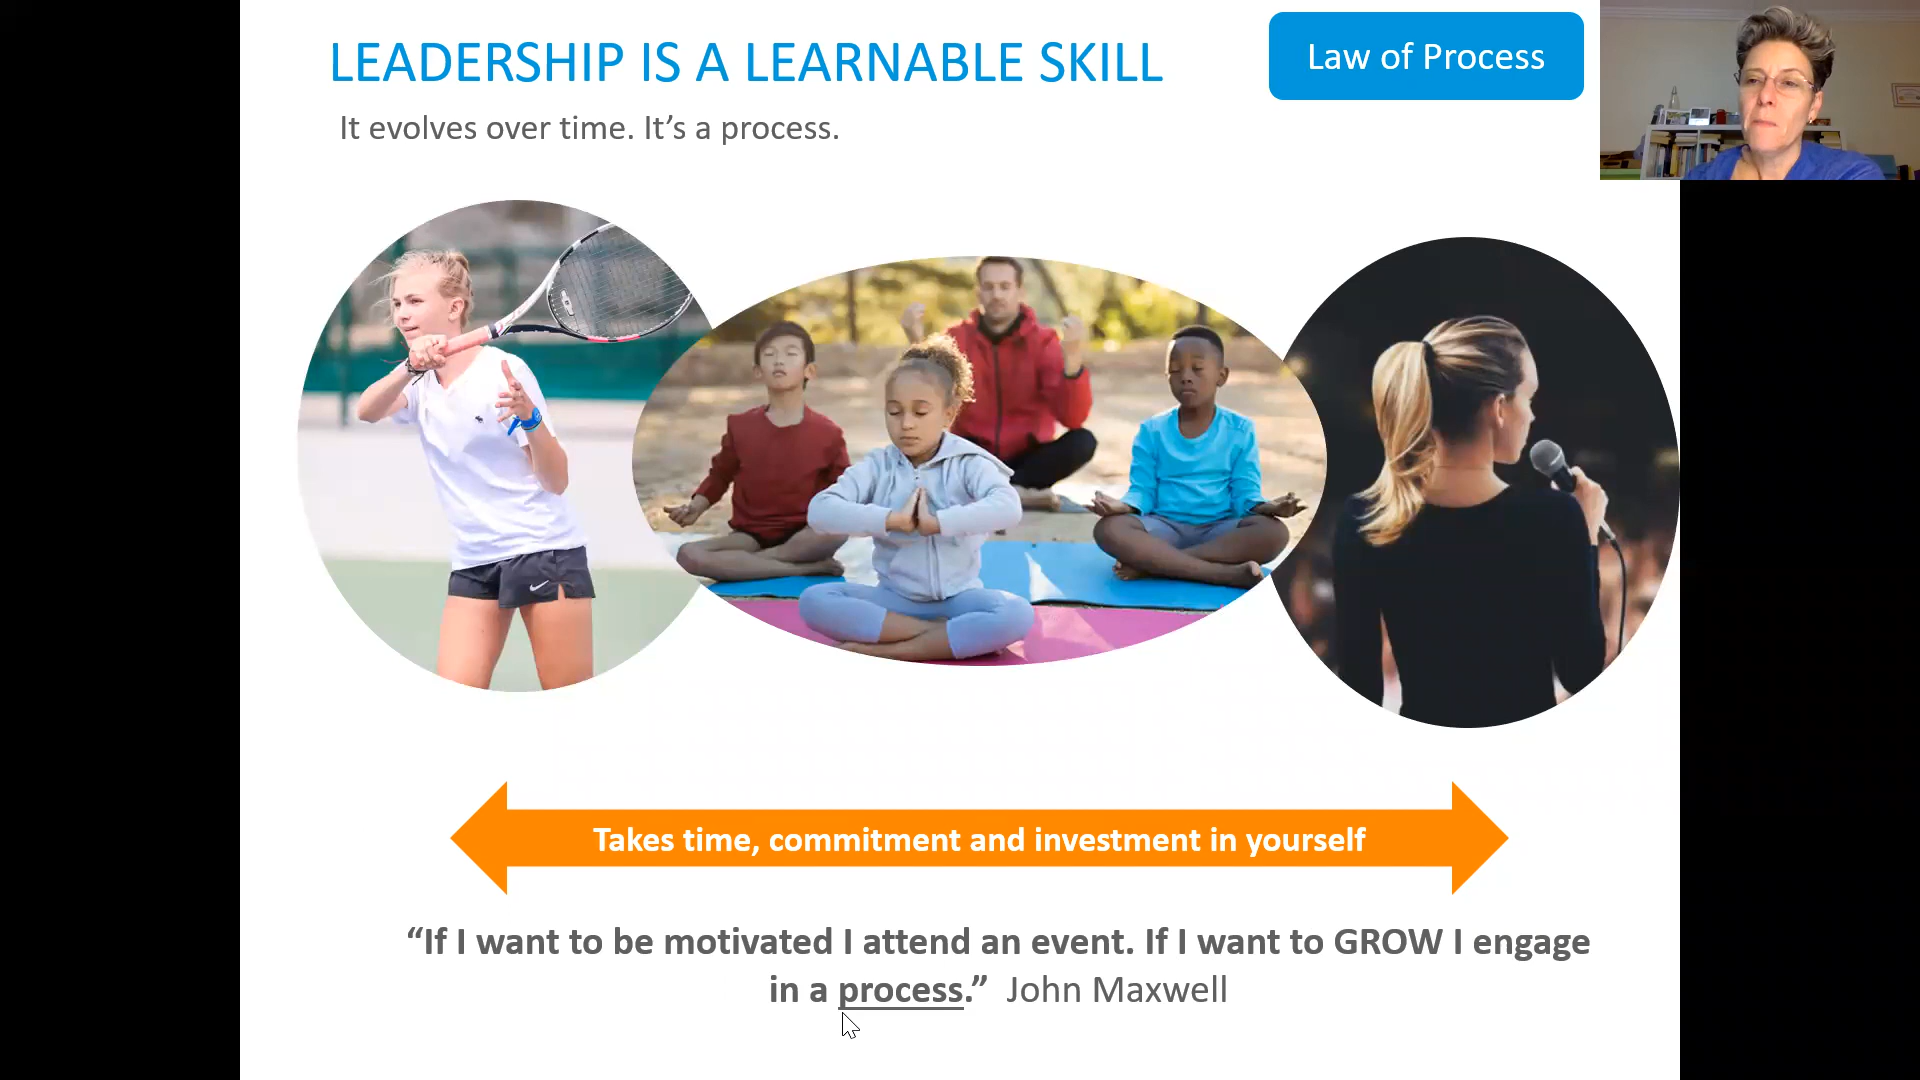 LEADERSHIP IS A LEARNABLE SKILL
Law of Process
It evolves over time. It’s a process.
Takes time, commitment and investment in yourself
“If I want to be motivated I attend an event. If I want to GROW I engage
in a process.” John Maxwell